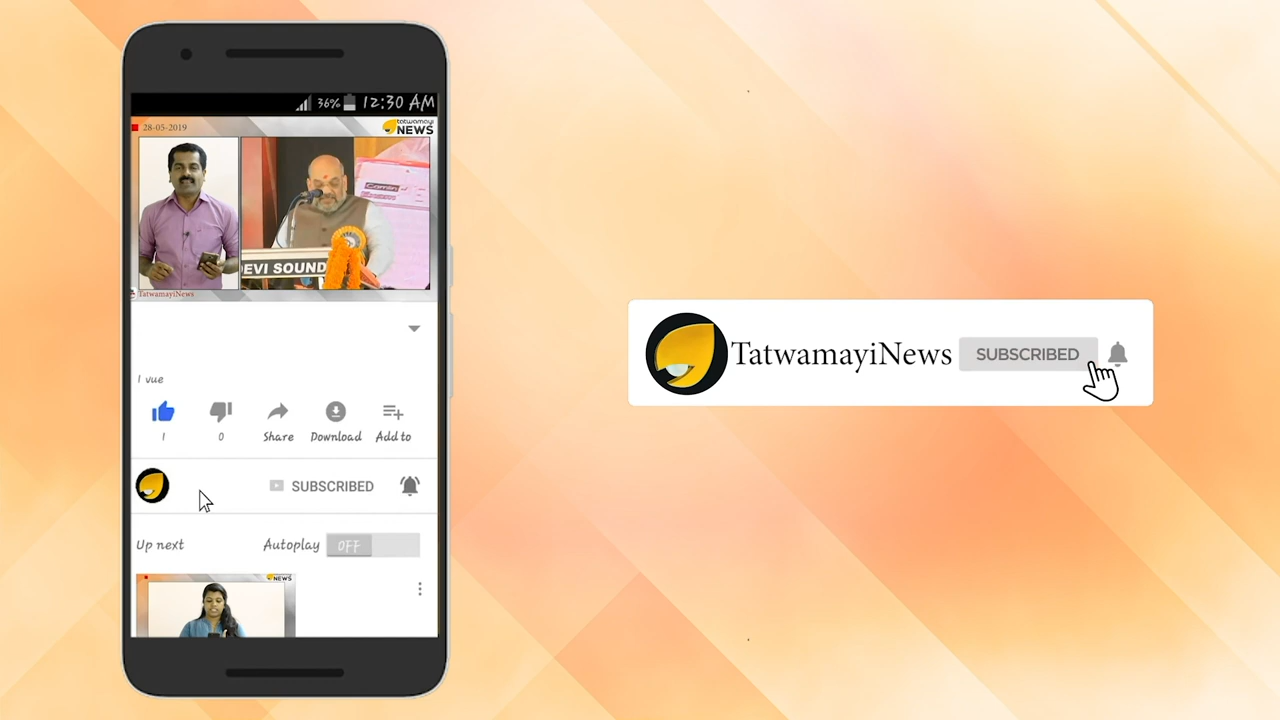 36% 12:30 AM
28-05-2019
tatwamayi
NEWS
DEVI SOUND
TatwamayiNews
1 vue
1
0
Share
Download
Add to
SUBSCRIBED
Up next
Autoplay
OFF
NEWS
TatwamayiNews
SUBSCRIBED